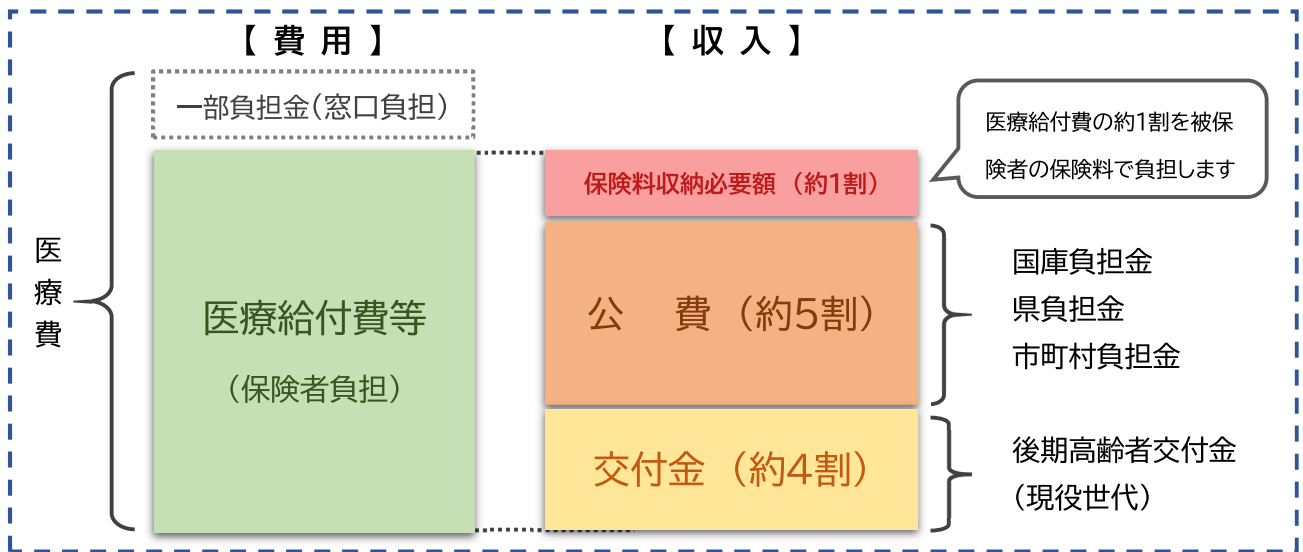 【 費 用 】
【 収 入 】
一部負担金(窓口負担)
医療給付費の約1割を被保
険者の保険料で負担します
保険料収納必要額 (約1割)
医療費
医療給付費等
(保険者負担)
公 費 (約5割)
国庫負担金
県負担金
市町村負担金
交付金 (約4割)
後期高齢者交付金
(現役世代)